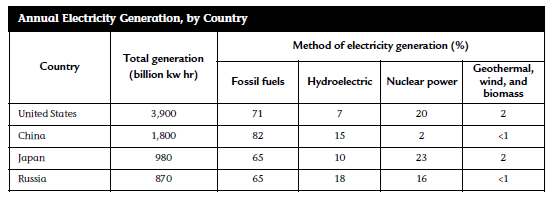 Annual Electricity Generation, by Country
Country
Total generation
(billion kw hr)
Method of electricity generation (%)
Fossil fuels
Hydroelectric
Nuclear power
Geothermal,
wind, and
biomass
United States 3,900 71 7 20 2
China 1,800 82 15 2 <1
Japan 980 65 10 23 2
Russia 870 65 18 16 <1